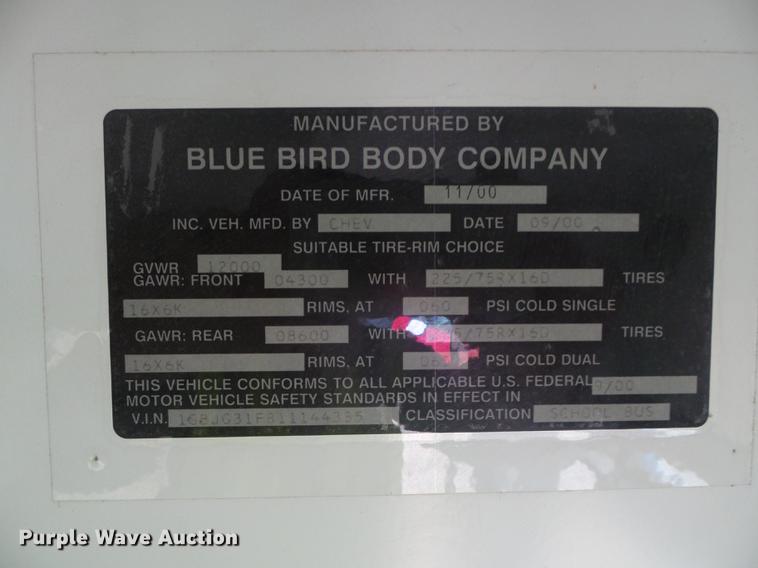 MANUFACTURED BY
BLUE BIRD BODY COMPANY
DATE OF MFR. 11/00
INC. VEH. MFD. BY CHEV DATE 09/00
SUITABLE TIRE-RIM CHOICE
GVWR 12000
GAWR: FRONT 04300 WITH 225/75RX16D TIRES
16X6K RIMS, AT 060 PSI COLD SINGLE
GAWR: REAR 08600 WITH TIRES
16X6K RIMS, AT PSI COLD DUAL
THIS VEHICLE CONFORMS TO ALL APPLICABLE U.S. FEDERAL 9/00
MOTOR VEHICLE SAFETY STANDARDS IN EFFECT IN
V.I.N. CLASSIFICATION SCHOOL BUS
Purple Wave Auction